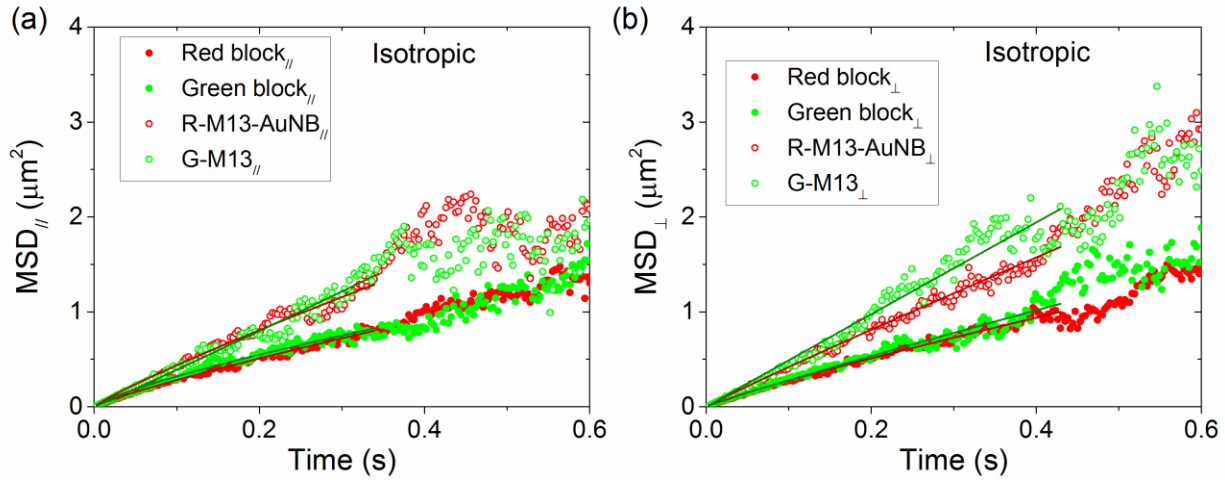 (a)
Isotropic
Red block//
Green block//
R-M13-AuNB//
G-M13//
MSD// (μm²)
4
3
2
1
0
0.0 0.2 0.4 0.6
Time (s)
(b)
Isotropic
Red block⊥
Green block⊥
R-M13-AuNB⊥
G-M13⊥
MSD⊥ (μm²)
4
3
2
1
0
0.0 0.2 0.4 0.6
Time (s)